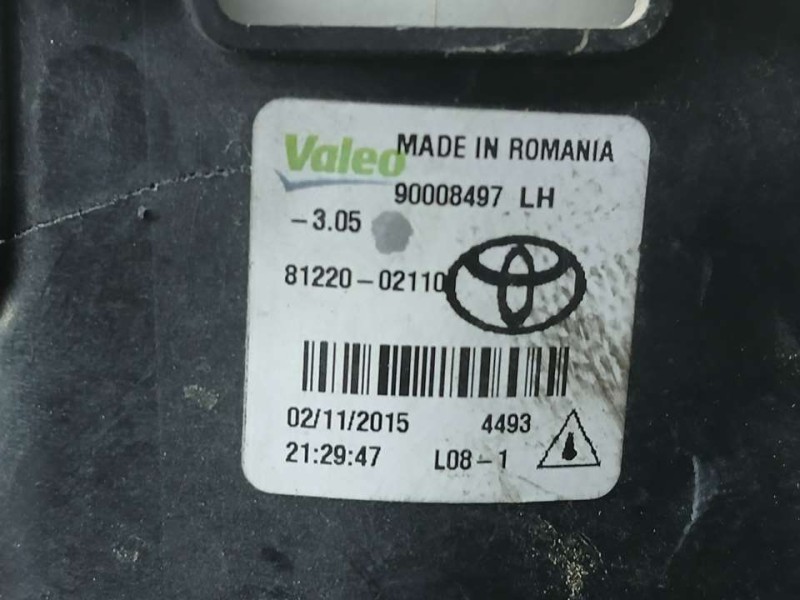 Valeo MADE IN ROMANIA
90008497 LH
-3.05
81220-02110
02/11/2015 4493
21:29:47 L08-1